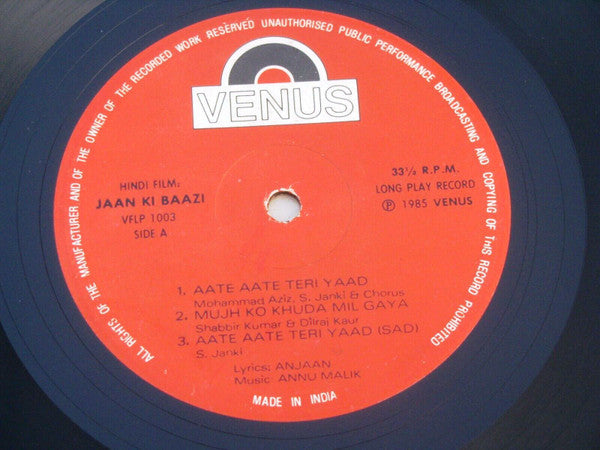 ALL RIGHTS OF THE MANUFACTURER AND OF THE OWNER OF THE RECORDED WORK RESERVED UNAUTHORISED PUBLIC PERFORMANCE BROADCASTING AND COPYING OF THIS RECORD PROHIBITED
VENUS
HINDI FILM:
JAAN KI BAAZI
VFLP 1003
SIDE A
33⅓ R.P.M.
LONG PLAY RECORD
Ⓟ 1985 VENUS
1. AATE AATE TERI YAAD
Mohammad Aziz, S. Janki & Chorus
2. MUJH KO KHUDA MIL GAYA
Shabbir Kumar & Dilraj Kaur
3. AATE AATE TERI YAAD (SAD)
S. Janki
Lyrics: ANJAAN
Music: ANNU MALIK
MADE IN INDIA